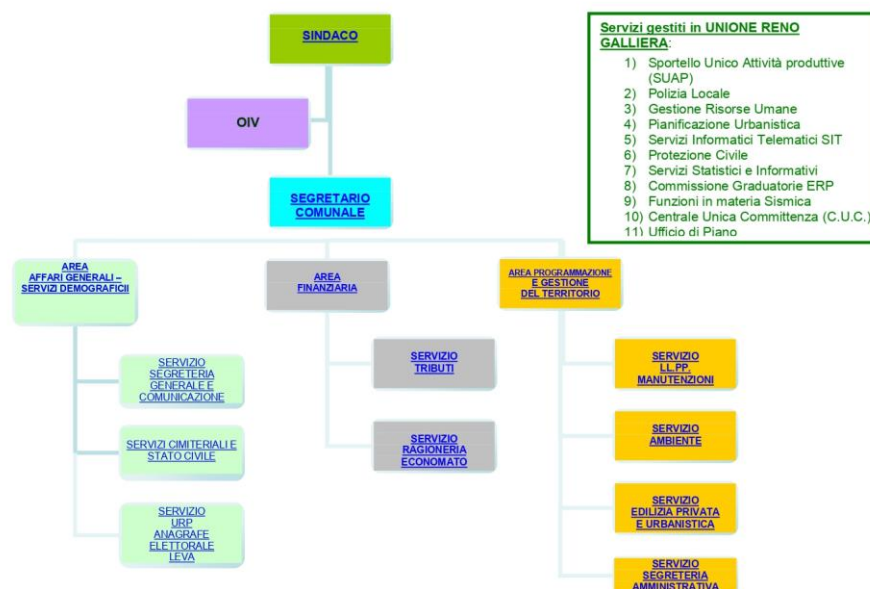 SINDACO
Servizi gestiti in UNIONE RENO
GALLIERA:
1) Sportello Unico Attività produttive
(SUAP)
2) Polizia Locale
3) Gestione Risorse Umane
4) Pianificazione Urbanistica
5) Servizi Informatici Telematici SIT
6) Protezione Civile
7) Servizi Statistici e Informativi
8) Commissione Graduatorie ERP
9) Funzioni in materia Sismica
10) Centrale Unica Committenza (C.U.C.)
11) Ufficio di Piano
OIV
SEGRETARIO
COMUNALE
AREA
AFFARI GENERALI –
SERVIZI DEMOGRAFICII
AREA
FINANZIARIA
AREA PROGRAMMAZIONE
E GESTIONE
DEL TERRITORIO
SERVIZIO
SEGRETERIA
GENERALE E
COMUNICAZIONE
SERVIZI CIMITERIALI E
STATO CIVILE
SERVIZIO
URP
ANAGRAFE
ELETTORALE
LEVA
SERVIZIO
TRIBUTI
SERVIZIO
RAGIONERIA
ECONOMATO
SERVIZIO
LL.PP.
MANUTENZIONI
SERVIZIO
AMBIENTE
SERVIZIO
EDILIZIA PRIVATA
E URBANISTICA
SERVIZIO
SEGRETERIA
AMMINISTRATIVA